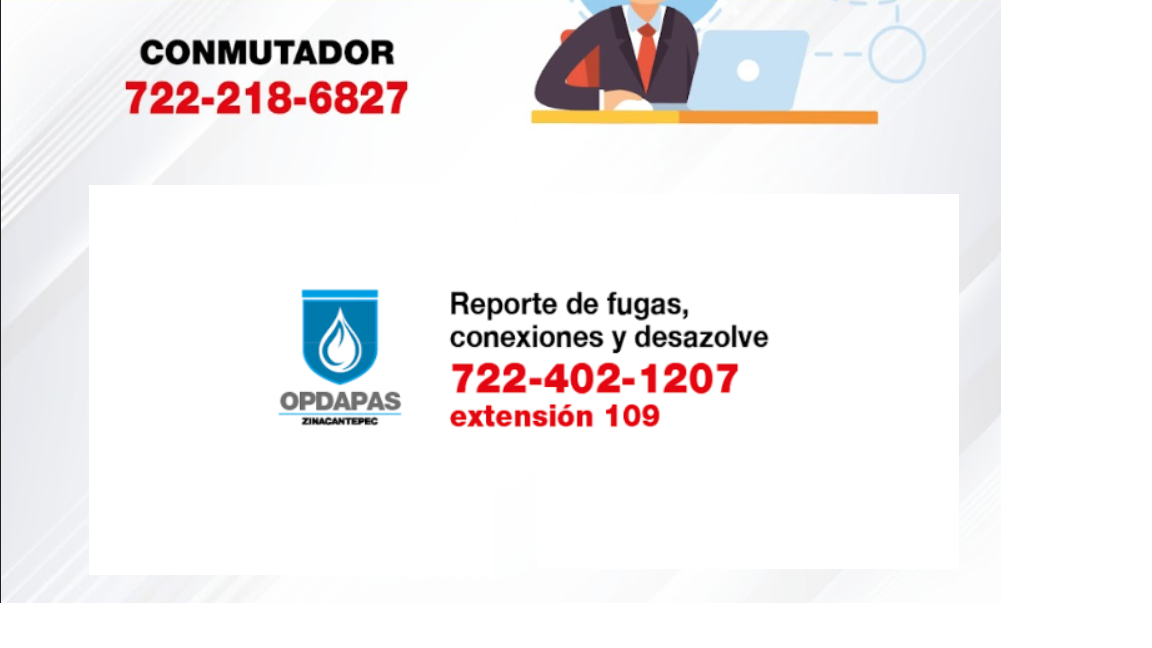 CONMUTADOR
722-218-6827
Reporte de fugas,
conexiones y desazolve
722-402-1207
extensión 109
OPDAPAS
ZINACANTEPEC